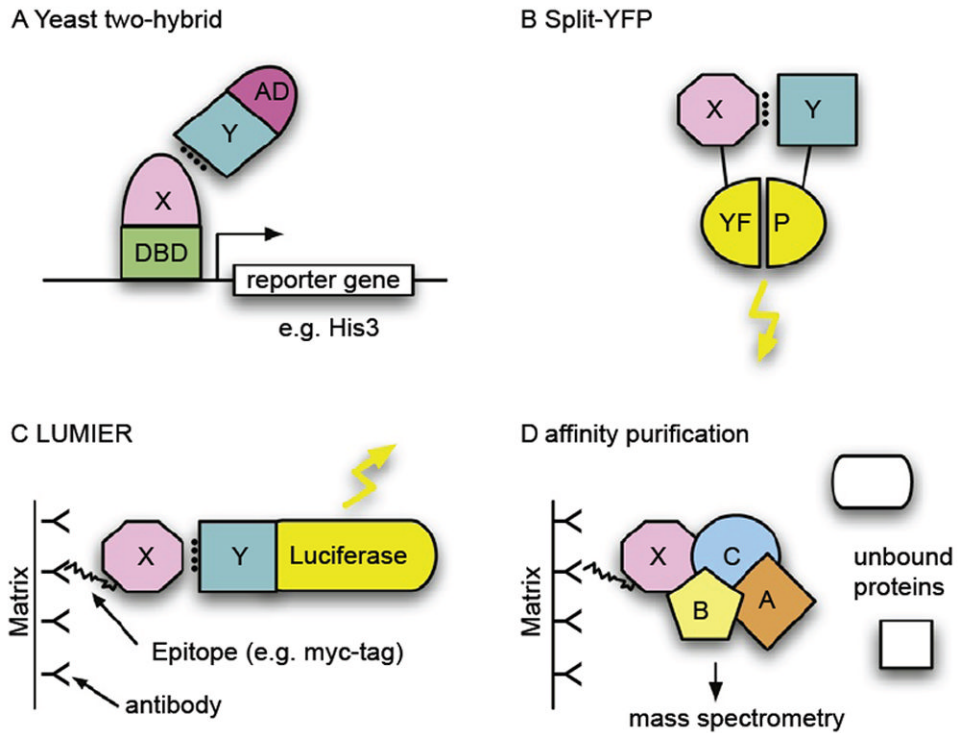 A Yeast two-hybrid
AD
Y
X
DBD
reporter gene
e.g. His3
B Split-YFP
X
Y
YF
P
C LUMIER
Matrix
X
Y
Luciferase
Epitope (e.g. myc-tag)
antibody
D affinity purification
Matrix
X
C
B
A
unbound
proteins
mass spectrometry